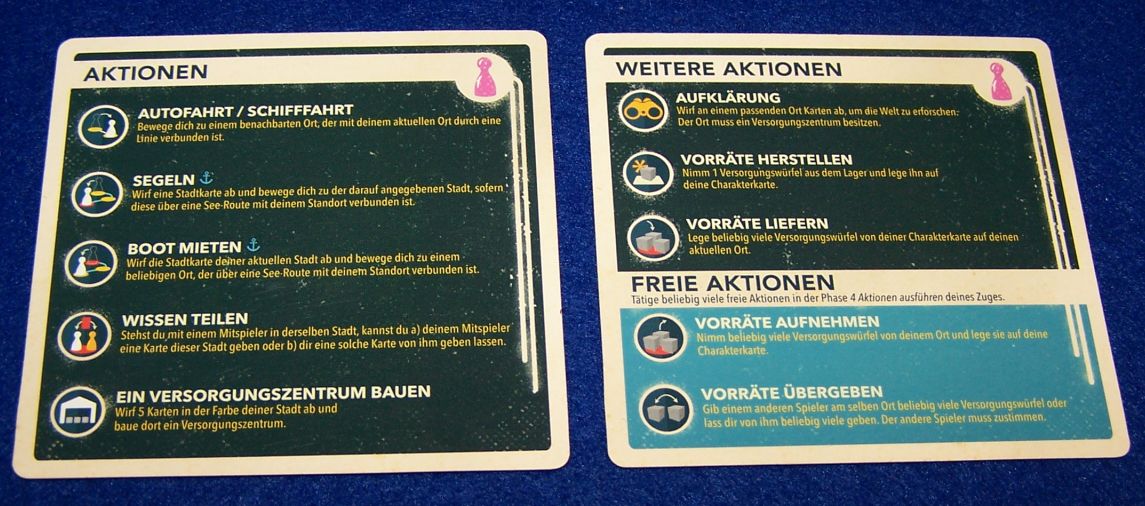 AKTIONEN
AUTOFAHRT / SCHIFFFAHRT
Bewege dich zu einem benachbarten Ort, der mit deinem aktuellen Ort durch eine
Linie verbunden ist.
SEGELN
Wirf eine Stadtkarte ab und bewege dich zu der darauf angegebenen Stadt, sofern
diese über eine See-Route mit deinem Standort verbunden ist.
BOOT MIETEN
Wirf die Stadtkarte deiner aktuellen Stadt ab und bewege dich zu einem
beliebigen Ort, der über eine See-Route mit deinem Standort verbunden ist.
WISSEN TEILEN
Stehst du mit einem Mitspieler in derselben Stadt, kannst du a) deinem Mitspieler
eine Karte dieser Stadt geben oder b) dir eine solche Karte von ihm geben lassen.
EIN VERSORGUNGSZENTRUM BAUEN
Wirf 5 Karten in der Farbe deiner Stadt ab und
baue dort ein Versorgungszentrum.
WEITERE AKTIONEN
AUFKLÄRUNG
Wirf an einem passenden Ort Karten ab, um die Welt zu erforschen:
Der Ort muss ein Versorgungszentrum besitzen.
VORRÄTE HERSTELLEN
Nimm 1 Versorgungswürfel aus dem Lager und lege ihn auf
deine Charakterkarte.
VORRÄTE LIEFERN
Lege beliebig viele Versorgungswürfel von deiner Charakterkarte auf deinen
aktuellen Ort.
FREIE AKTIONEN
Tätige beliebig viele freie Aktionen in der Phase 4 Aktionen ausführen deines Zuges.
VORRÄTE AUFNEHMEN
Nimm beliebig viele Versorgungswürfel von deinem Ort und lege sie auf deine
Charakterkarte.
VORRÄTE ÜBERGEBEN
Gib einem anderen Spieler am selben Ort beliebig viele Versorgungswürfel oder
lass dir von ihm beliebig viele geben. Der andere Spieler muss zustimmen.